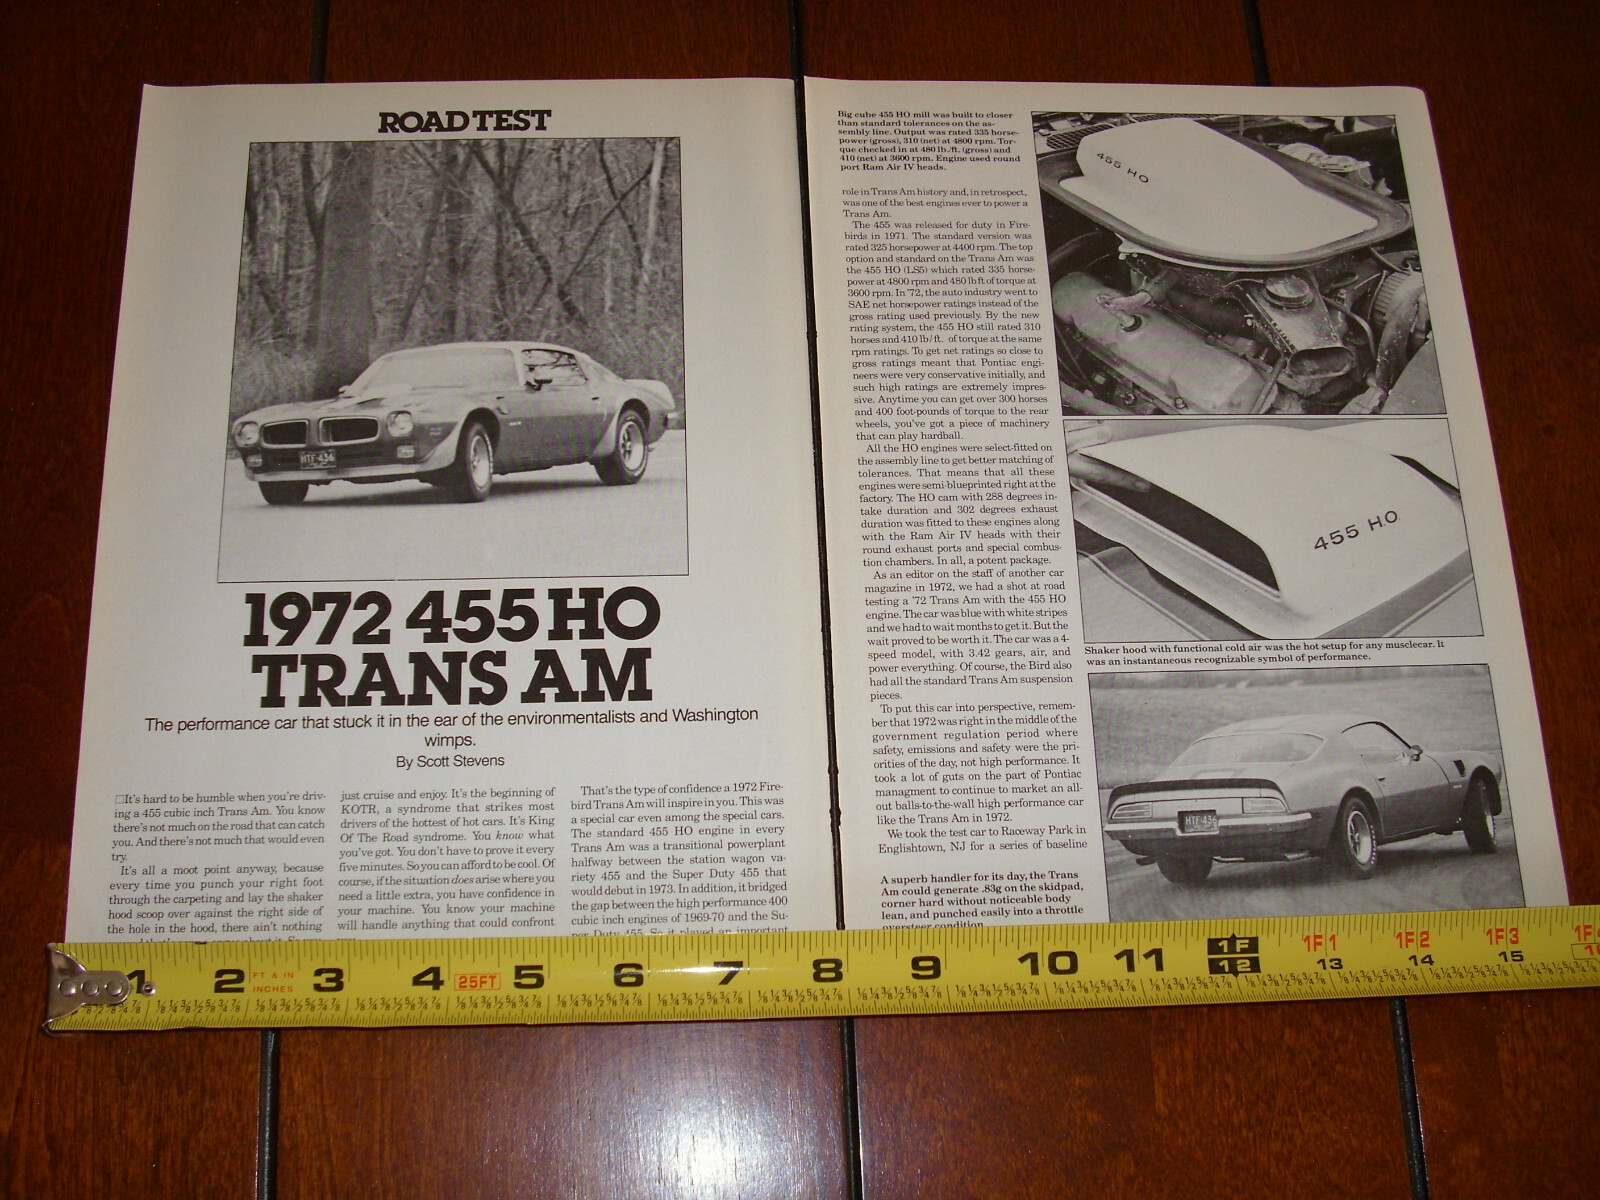 ROAD TEST
HTF-436
1972 455 HO
TRANS AM
The performance car that stuck it in the ear of the environmentalists and Washington
wimps.
By Scott Stevens
It's hard to be humble when you're driv-
ing a 455 cubic inch Trans Am. You know
there's not much on the road that can catch
you. And there's not much that would even
try.
It's all a moot point anyway, because
every time you punch your right foot
through the carpeting and lay the shaker
hood scoop over against the right side of
the hole in the hood, there ain't nothing
just cruise and enjoy. It's the beginning of
KOTR, a syndrome that strikes most
drivers of the hottest of hot cars. It's King
Of The Road syndrome. You know what
you've got. You don't have to prove it every
five minutes. So you can afford to be cool. Of
course, if the situation does arise where you
need a little extra, you have confidence in
your machine. You know your machine
will handle anything that could confront
That's the type of confidence a 1972 Fire-
bird Trans Am will inspire in you. This was
a special car even among the special cars.
The standard 455 HO engine in every
Trans Am was a transitional powerplant
halfway between the station wagon va-
riety 455 and the Super Duty 455 that
would debut in 1973. In addition, it bridged
the gap between the high performance 400
cubic inch engines of 1969-70 and the Su-
per Duty 455. So it played an important
Big cube 455 HO mill was built to closer
than standard tolerances on the as-
sembly line. Output was rated 335 horse-
power (gross), 310 (net) at 4800 rpm. Tor-
que checked in at 480 lb./ft. (gross) and
410 (net) at 3600 rpm. Engine used round
port Ram Air IV heads.
role in Trans Am history and, in retrospect,
was one of the best engines ever to power a
Trans Am.
The 455 was released for duty in Fire-
birds in 1971. The standard version was
rated 325 horsepower at 4400 rpm. The top
option and standard on the Trans Am was
the 455 HO (LS5) which rated 335 horse-
power at 4800 rpm and 480 lb ft of torque at
3600 rpm. In '72, the auto industry went to
SAE net horsepower ratings instead of the
gross rating used previously. By the new
rating system, the 455 HO still rated 310
horses and 410 lb/ ft. of torque at the same
rpm ratings. To get net ratings so close to
gross ratings meant that Pontiac engi-
neers were very conservative initially, and
such high ratings are extremely impres-
sive. Anytime you can get over 300 horses
and 400 foot-pounds of torque to the rear
wheels, you've got a piece of machinery
that can play hardball.
All the HO engines were select-fitted on
the assembly line to get better matching of
tolerances. That means that all these
engines were semi-blueprinted right at the
factory. The HO cam with 288 degrees in-
take duration and 302 degrees exhaust
duration was fitted to these engines along
with the Ram Air IV heads with their
round exhaust ports and special combus-
tion chambers. In all, a potent package.
As an editor on the staff of another car
magazine in 1972, we had a shot at road
testing a '72 Trans Am with the 455 HO
engine. The car was blue with white stripes
and we had to wait months to get it. But the
wait proved to be worth it. The car was a 4-
speed model, with 3.42 gears, air, and
power everything. Of course, the Bird also
had all the standard Trans Am suspension
pieces.
To put this car into perspective, remem-
ber that 1972 was right in the middle of the
government regulation period where
safety, emissions and safety were the pri-
orities of the day, not high performance. It
took a lot of guts on the part of Pontiac
managment to continue to market an all-
out balls-to-the-wall high performance car
like the Trans Am in 1972.
We took the test car to Raceway Park in
Englishtown, NJ for a series of baseline
A superb handler for its day, the Trans
Am could generate .83g on the skidpad,
corner hard without noticeable body
lean, and punched easily into a throttle
oversteer condition.
455 HO
455 H.O.
Shaker hood with functional cold air was the hot setup for any musclecar. It
was an instantaneous recognizable symbol of performance.
HTF-436
1 2 FT & IN INCHES 3 4 25FT 5 6 7 8 9 10 11 1F 12 1F1 13 1F2 14 1F3 15